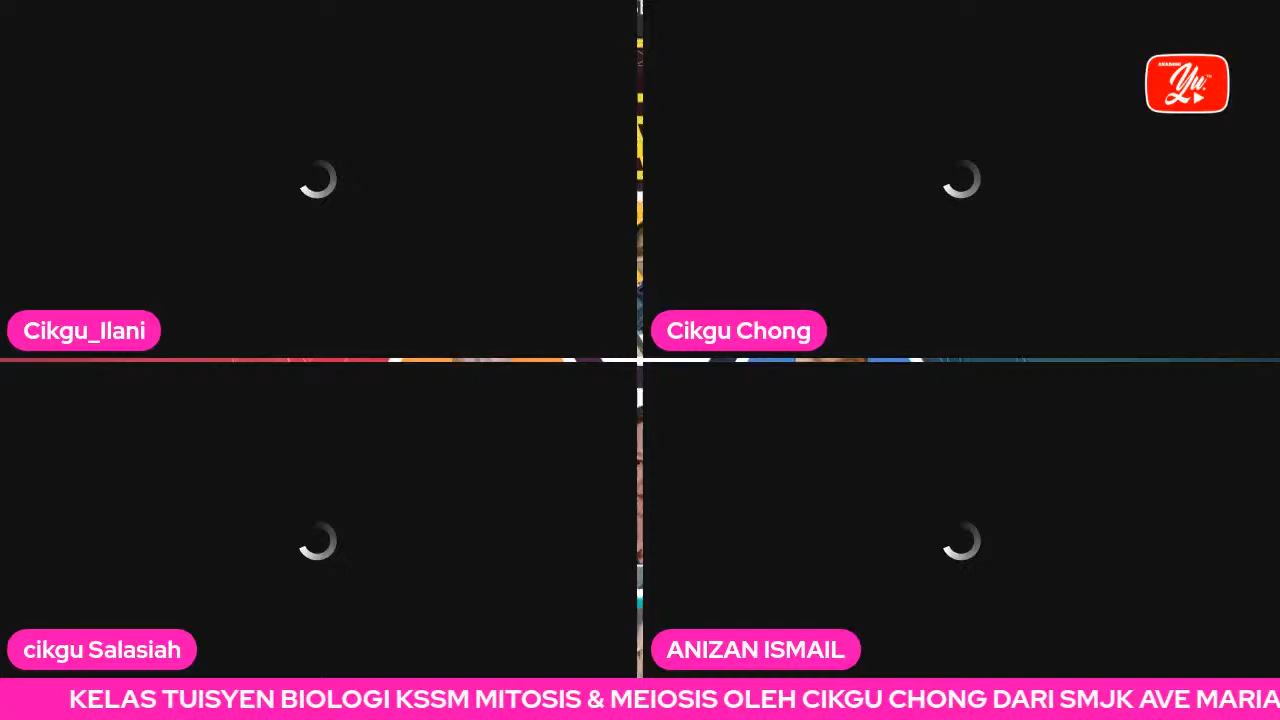 Yu
Cikgu_Ilani
Cikgu Chong
cikgu Salasiah
ANIZAN ISMAIL
KELAS TUISYEN BIOLOGI KSSM MITOSIS & MEIOSIS OLEH CIKGU CHONG DARI SMJK AVE MARIA